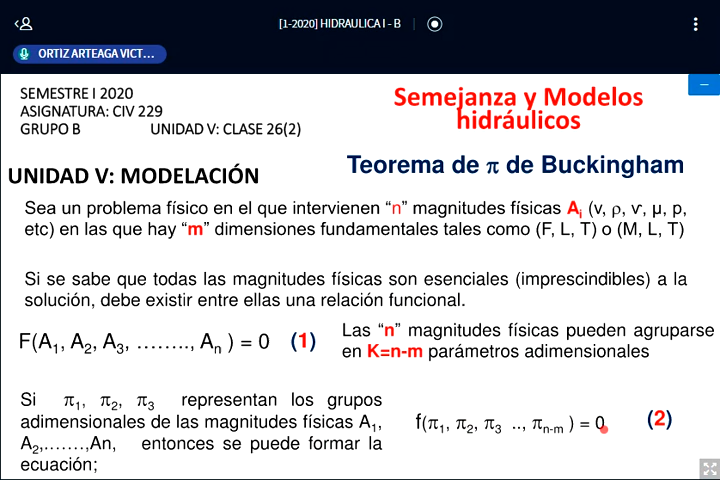 [1-2020] HIDRAULICA I - B
ORTIZ ARTEAGA VICT...
SEMESTRE I 2020
ASIGNATURA: CIV 229
GRUPO B UNIDAD V: CLASE 26(2)
Semejanza y Modelos
hidráulicos
UNIDAD V: MODELACIÓN
Teorema de π de Buckingham
Sea un problema físico en el que intervienen “n” magnitudes físicas Aᵢ (v, ρ, ѵ, μ, p,
etc) en las que hay “m” dimensiones fundamentales tales como (F, L, T) o (M, L, T)
Si se sabe que todas las magnitudes físicas son esenciales (imprescindibles) a la
solución, debe existir entre ellas una relación funcional.
F(A₁, A₂, A₃, …….., Aₙ ) = 0 (1)
Las “n” magnitudes físicas pueden agruparse
en K=n-m parámetros adimensionales
Si π₁, π₂, π₃ representan los grupos
adimensionales de las magnitudes físicas A₁,
A₂,……,An, entonces se puede formar la
ecuación;
f(π₁, π₂, π₃ .., πₙ₋ₘ ) = 0 (2)